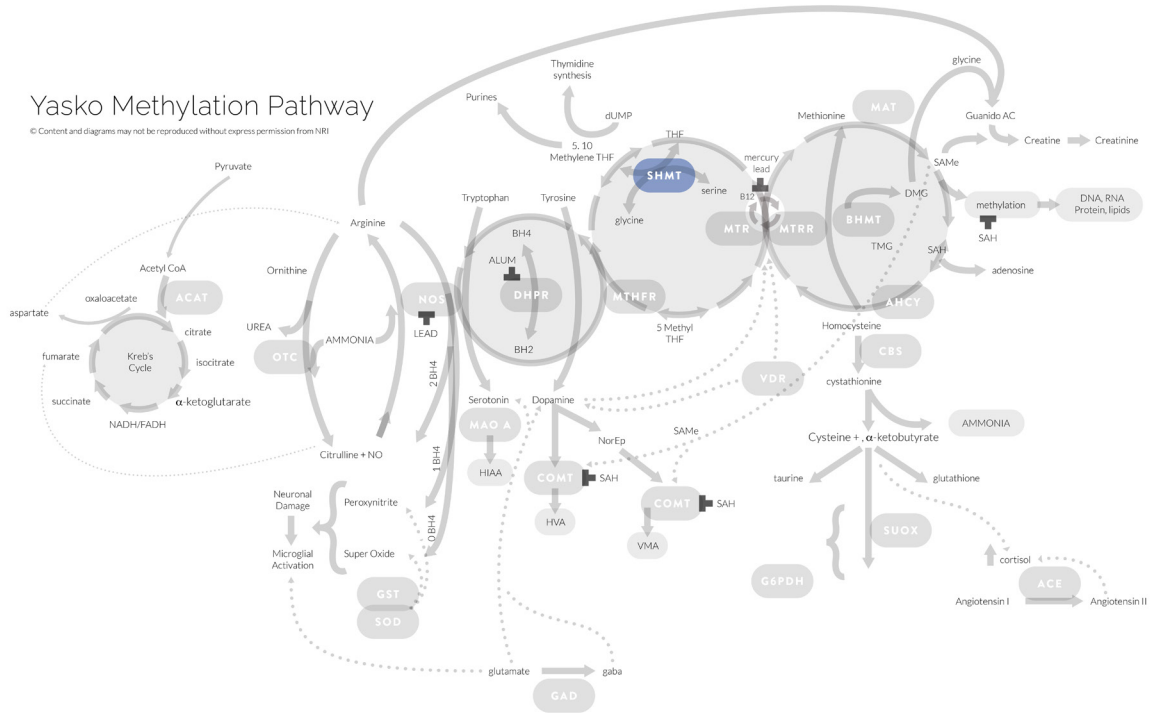 Yasko Methylation Pathway
© Content and diagrams may not be reproduced without express permission from NRI
Thymidine
synthesis
Purines
dUMP
5, 10
Methylene THF
THF
SHMT
serine
glycine
mercury
lead
B12
MTR
MTRR
Methionine
MAT
glycine
Guanido AC
Creatine
Creatinine
SAMe
DMG
BHMT
TMG
methylation
DNA, RNA
Protein, lipids
SAH
SAH
adenosine
AHCY
Homocysteine
CBS
cystathionine
AMMONIA
Cysteine + , α-ketobutyrate
taurine
glutathione
SUOX
G6PDH
cortisol
ACE
Angiotensin I
Angiotensin II
Pyruvate
Acetyl CoA
ACAT
oxaloacetate
aspartate
citrate
fumarate
Kreb's
Cycle
isocitrate
succinate
α-ketoglutarate
NADH/FADH
Arginine
Ornithine
UREA
OTC
AMMONIA
NOS
LEAD
Citrulline + NO
2 BH4
1 BH4
0 BH4
Tryptophan
Tyrosine
BH4
ALUM
DHPR
BH2
MTHFR
5 Methyl
THF
VDR
Serotonin
Dopamine
MAO A
HIAA
NorEp
SAMe
COMT
SAH
HVA
COMT
SAH
VMA
Neuronal
Damage
Peroxynitrite
Microglial
Activation
Super Oxide
GST
SOD
glutamate
gaba
GAD